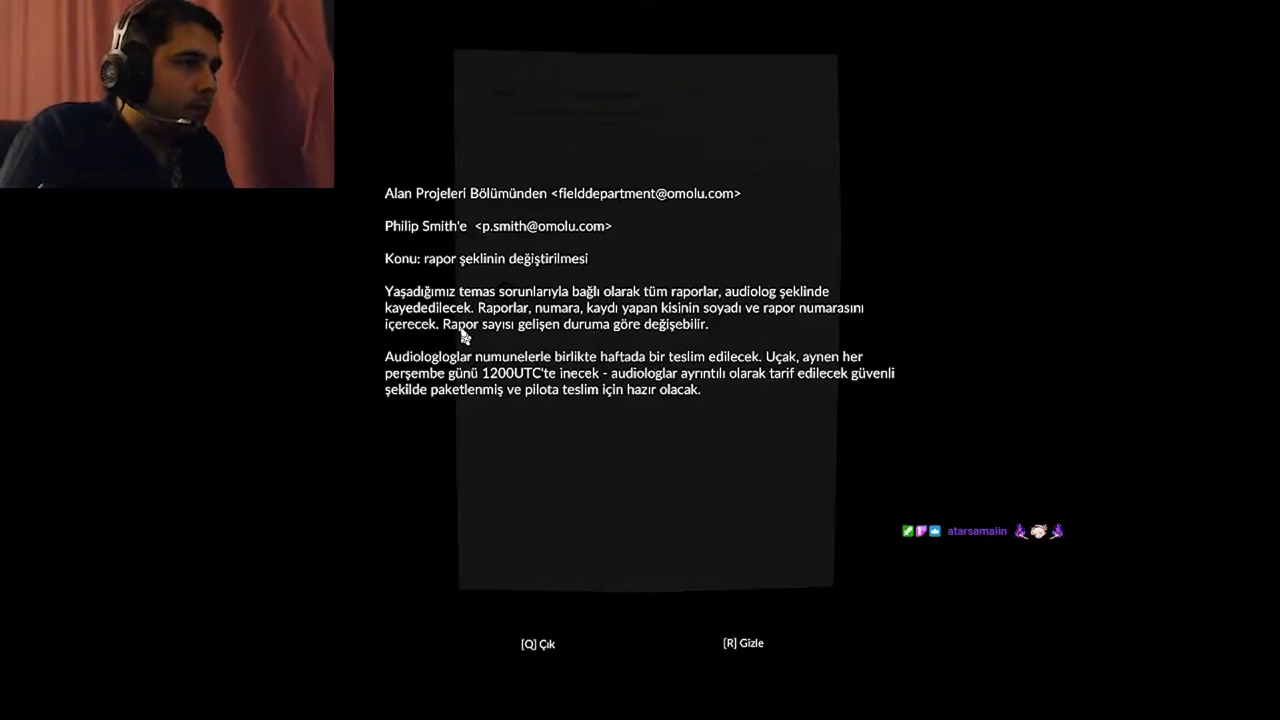 Alan Projeleri Bölümünden <fielddepartment@omolu.com>
Philip Smith'e <p.smith@omolu.com>
Konu: rapor şeklinin değiştirilmesi
Yaşadığımız temas sorunlarıyla bağlı olarak tüm raporlar, audiolog şeklinde
kayededilecek. Raporlar, numara, kaydı yapan kisinin soyadı ve rapor numarasını
içerecek. Rapor sayısı gelişen duruma göre değişebilir.
Audiologloglar numunelerle birlikte haftada bir teslim edilecek. Uçak, aynen her
perşembe günü 1200UTC'te inecek - audiologlar ayrıntılı olarak tarif edilecek güvenli
şekilde paketlenmiş ve pilota teslim için hazır olacak.
atarsamaiin
[Q] Çık
[R] Gizle